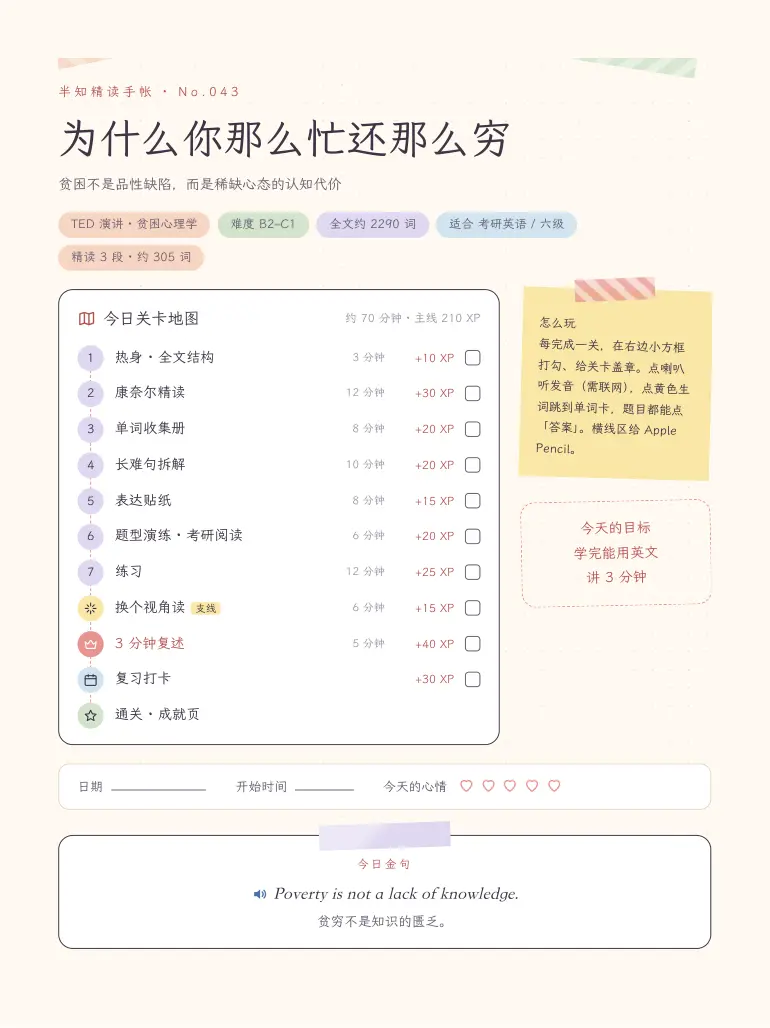 半知精读手帐 · No.043
为什么你那么忙还那么穷
贫困不是品性缺陷，而是稀缺心态的认知代价
TED 演讲 · 贫困心理学
难度 B2–C1
全文约 2290 词
适合 考研英语 / 六级
精读 3 段 · 约 305 词
今日关卡地图
约 70 分钟 · 主线 210 XP
1 热身 · 全文结构 3 分钟 +10 XP
2 康奈尔精读 12 分钟 +30 XP
3 单词收集册 8 分钟 +20 XP
4 长难句拆解 10 分钟 +20 XP
5 表达贴纸 8 分钟 +15 XP
6 题型演练 · 考研阅读 6 分钟 +20 XP
7 练习 12 分钟 +25 XP
换个视角读 支线 6 分钟 +15 XP
3 分钟复述 5 分钟 +40 XP
复习打卡 +30 XP
通关 · 成就页
怎么玩
每完成一关，在右边小方框
打勾、给关卡盖章。点喇叭
听发音（需联网），点黄色生
词跳到单词卡，题目都能点
「答案」。横线区给 Apple
Pencil。
今天的目标
学完能用英文
讲 3 分钟
日期
开始时间
今天的心情
今日金句
Poverty is not a lack of knowledge.
贫穷不是知识的匮乏。